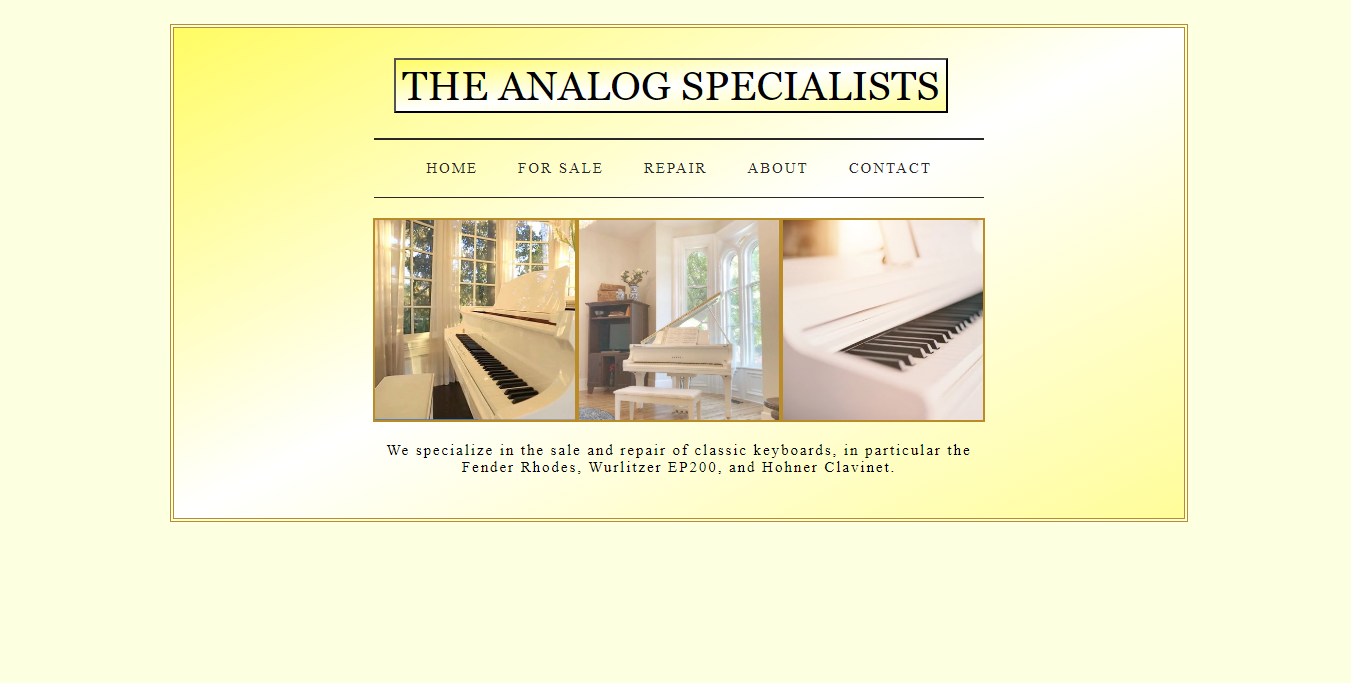 THE ANALOG SPECIALISTS
HOME FOR SALE REPAIR ABOUT CONTACT
We specialize in the sale and repair of classic keyboards, in particular the
Fender Rhodes, Wurlitzer EP200, and Hohner Clavinet.